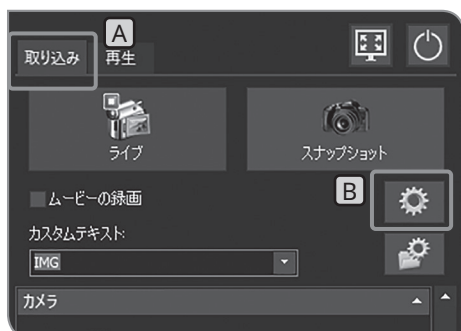 A
取り込み 再生
ライブ スナップショット
B
ムービーの録画
カスタムテキスト:
IMG
カメラ